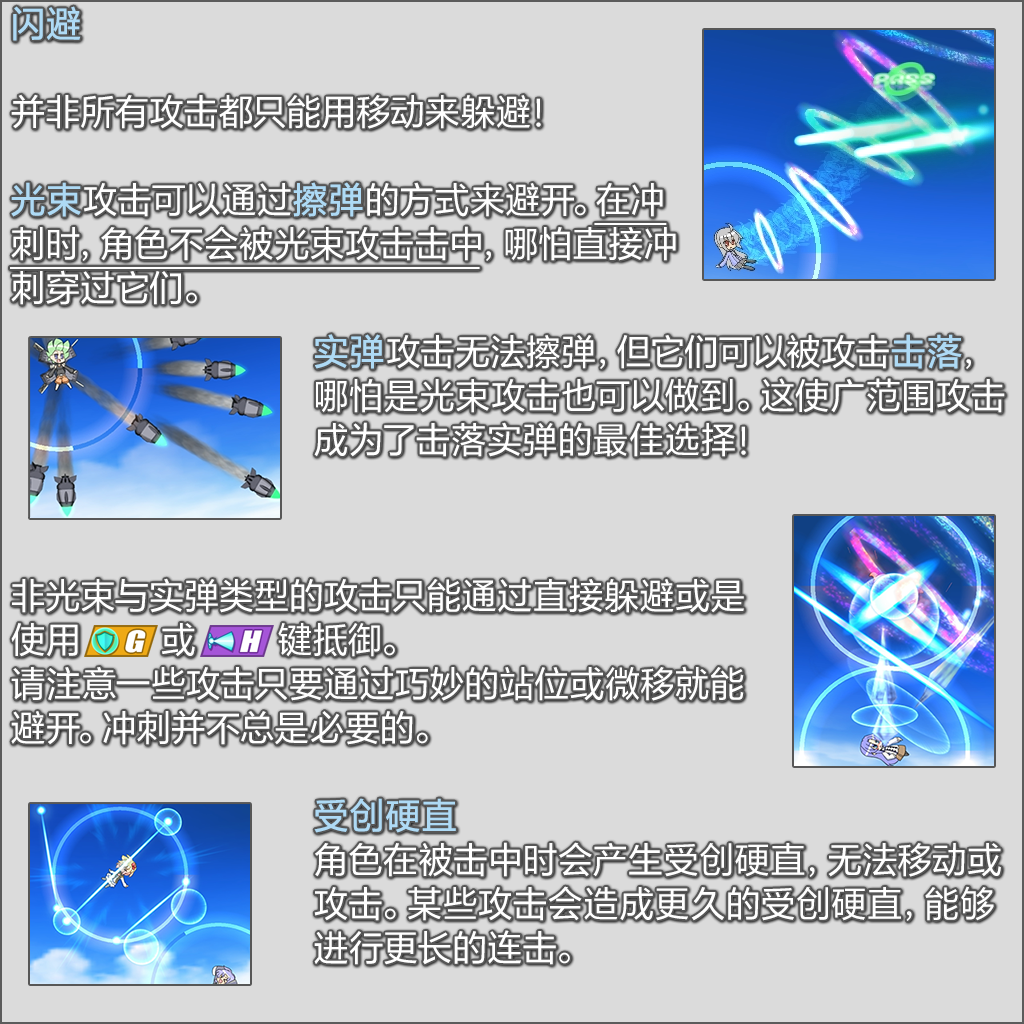 闪避
PASS
并非所有攻击都只能用移动来躲避！
光束攻击可以通过擦弹的方式来避开。在冲
刺时，角色不会被光束攻击击中，哪怕直接冲
刺穿过它们。
实弹攻击无法擦弹，但它们可以被攻击击落，
哪怕是光束攻击也可以做到。这使广范围攻击
成为了击落实弹的最佳选择！
非光束与实弹类型的攻击只能通过直接躲避或是
使用 G 或 H 键抵御。
请注意一些攻击只要通过巧妙的站位或微移就能
避开。冲刺并不总是必要的。
受创硬直
角色在被击中时会产生受创硬直，无法移动或
攻击。某些攻击会造成更久的受创硬直，能够
进行更长的连击。